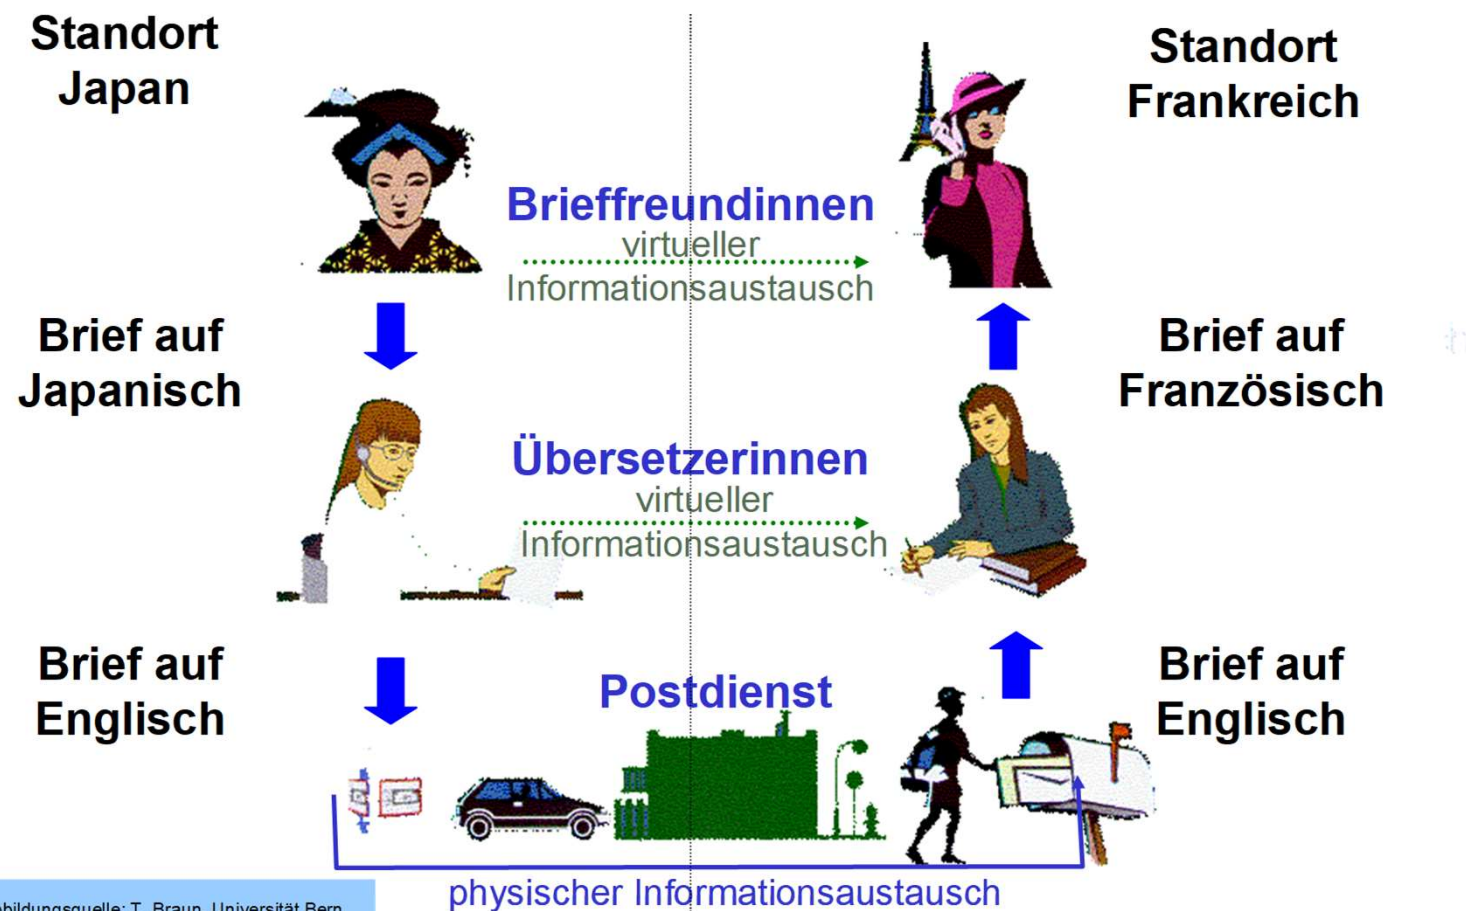 Standort
Japan
Standort
Frankreich
Brieffreundinnen
virtueller
Informationsaustausch
Brief auf
Japanisch
Brief auf
Französisch
Übersetzerinnen
virtueller
Informationsaustausch
Brief auf
Englisch
Postdienst
Brief auf
Englisch
physischer Informationsaustausch
T. Braun, Universität Bern